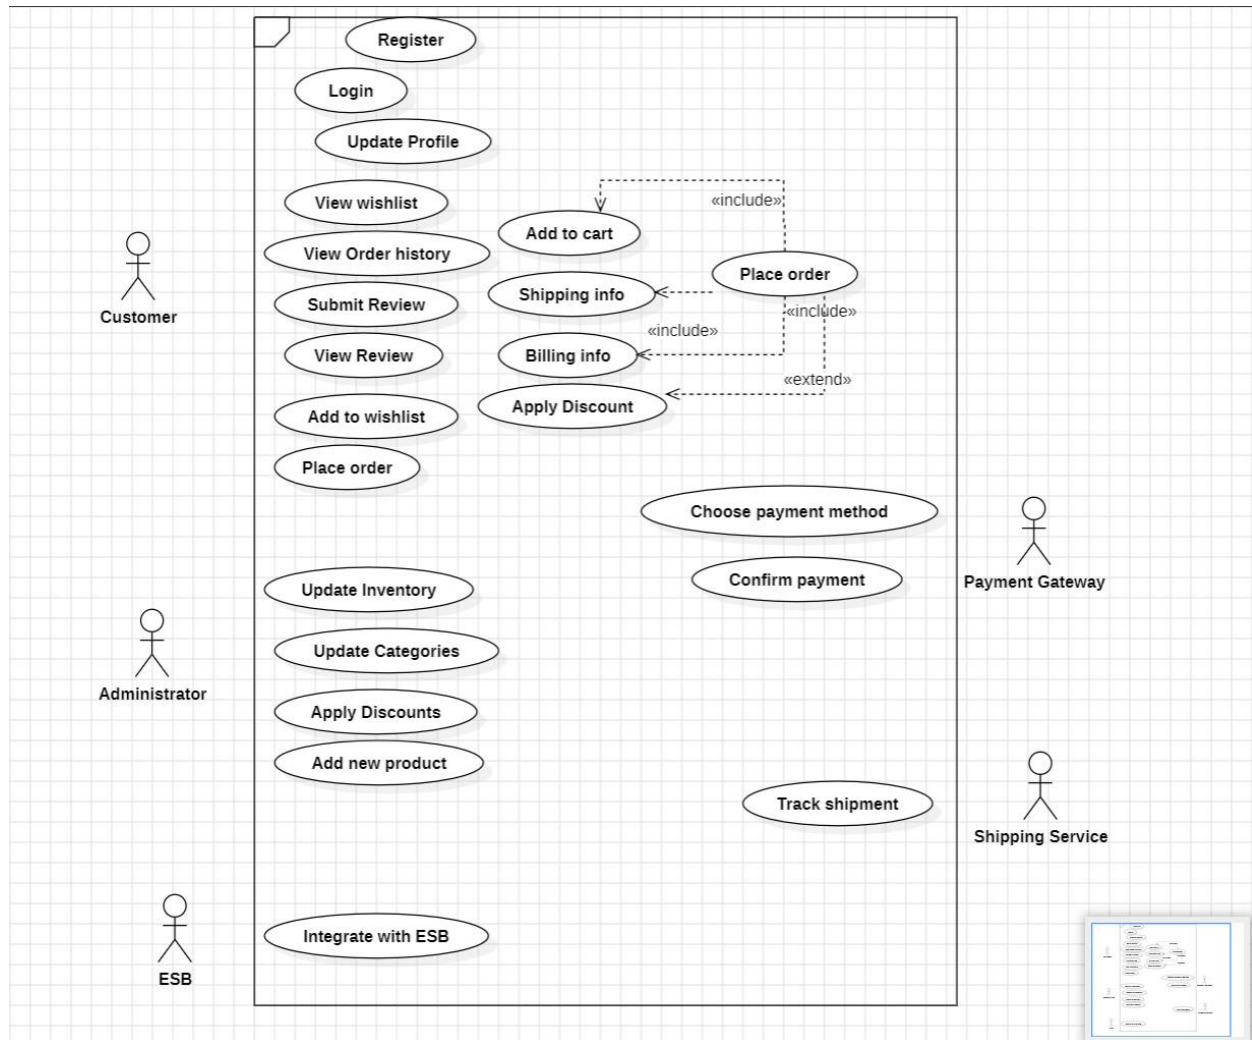 Register
Login
Update Profile
View wishlist
«include»
Add to cart
View Order history
Place order
Customer
Submit Review
Shipping info
«include»
«include»
View Review
Billing info
«extend»
Add to wishlist
Apply Discount
Place order
Choose payment method
Confirm payment
Payment Gateway
Update Inventory
Update Categories
Administrator
Apply Discounts
Add new product
Track shipment
Shipping Service
Integrate with ESB
ESB